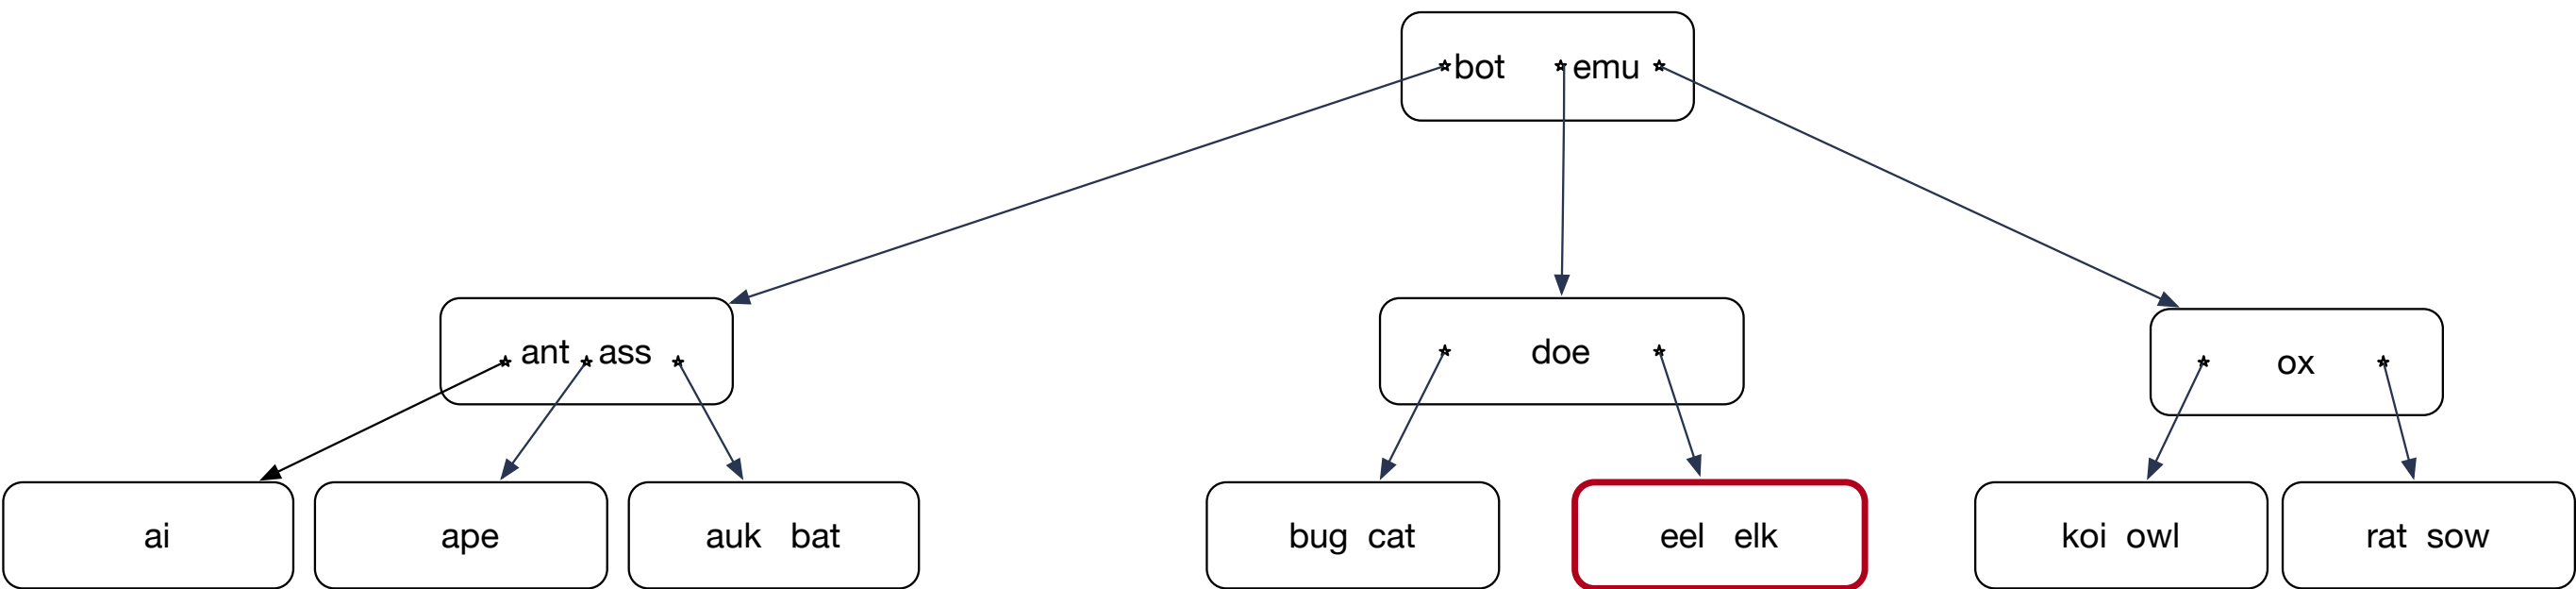 bot emu
ant ass
doe
ox
ai
ape
auk bat
bug cat
eel elk
koi owl
rat sow